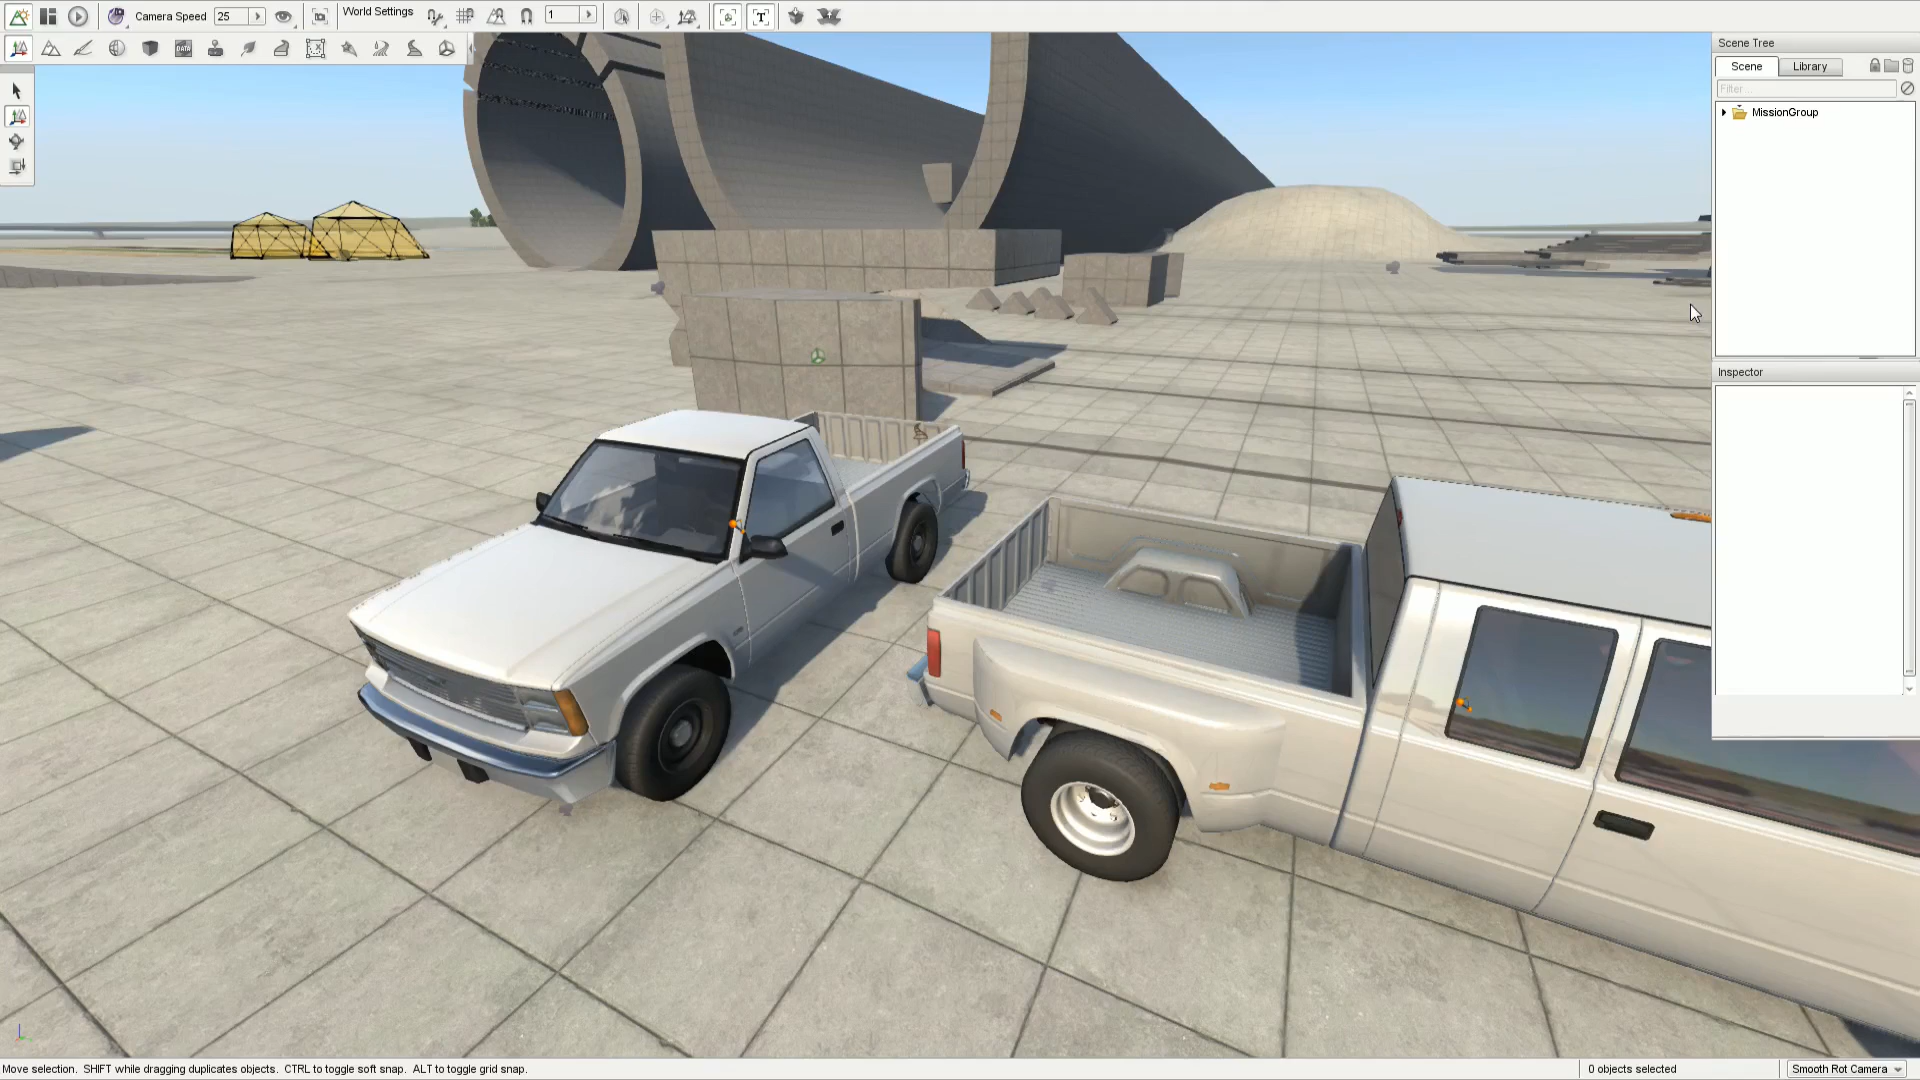 Camera Speed 25 World Settings 1
DATA
T
Scene Tree
Scene Library
Filter...
MissionGroup
Inspector
Move selection. SHIFT while dragging duplicates objects. CTRL to toggle soft snap. ALT to toggle grid snap.
0 objects selected
Smooth Rot Camera